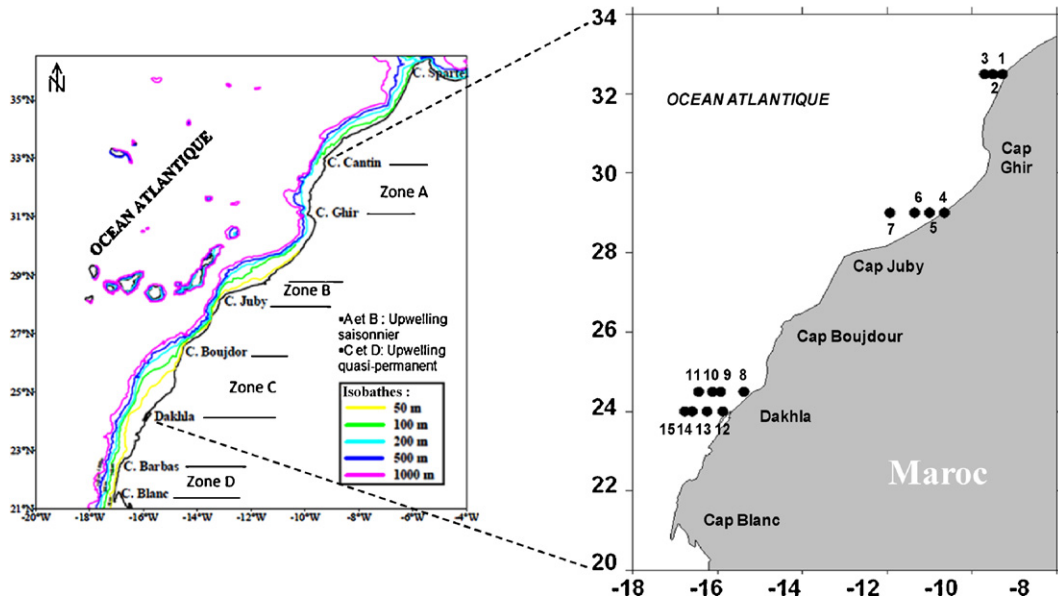 N
OCEAN ATLANTIQUE
C. Spartel
C. Cantin
Zone A
C. Ghir
Zone B
C. Juby
▪A et B : Upwelling
saisonnier
▪C et D: Upwelling
quasi-permanent
C. Boujdor
Zone C
Dakhla
C. Barbas
Zone D
C. Blanc
Isobathes :
50 m
100 m
200 m
500 m
1000 m
35°N
33°N
31°N
29°N
27°N
25°N
23°N
21°N
-20°W -18°W -16°W -14°W -12°W -10°W -8°W -6°W -4°W
34
32
30
28
26
24
22
20
-18 -16 -14 -12 -10 -8
OCEAN ATLANTIQUE
3 1
2
Cap
Ghir
6 4
7 5
Cap Juby
Cap Boujdour
11 10 9 8
Dakhla
15 14 13 12
Maroc
Cap Blanc